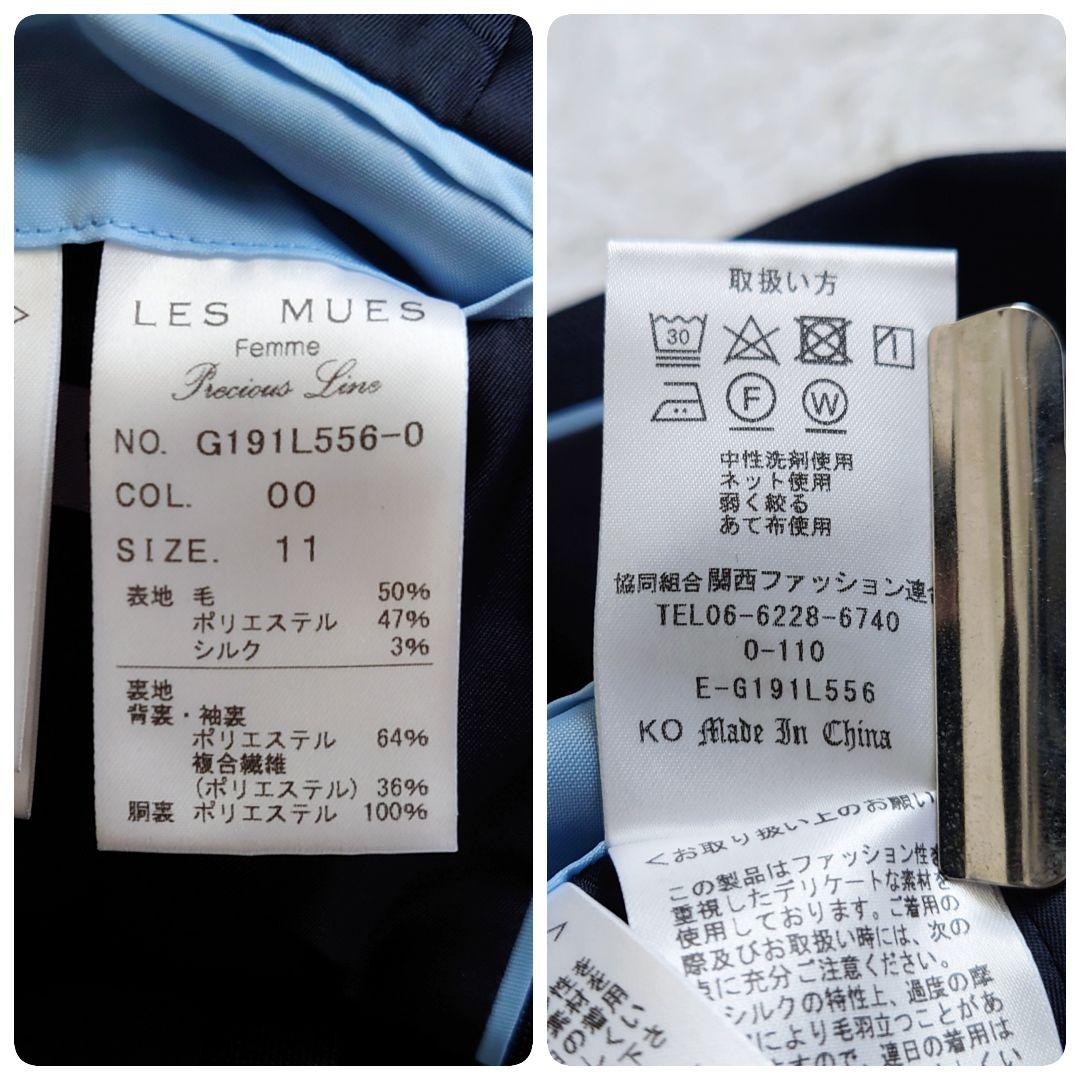 LES MUES
Femme
Precious Line
NO. G191L556-0
COL. 00
SIZE. 11
表地 毛 50%
ポリエステル 47%
シルク 3%
裏地
背裏・袖裏
ポリエステル 64%
複合繊維
(ポリエステル) 36%
胴裏 ポリエステル 100%
取扱い方
30
1
F
W
中性洗剤使用
ネット使用
弱く絞る
あて布使用
協同組合関西ファッション連合
TEL06-6228-6740
0-110
E-G191L556
KO Made In China
<お取り扱い上のお願い
この製品はファッション性を
重視したデリケートな素材を
使用しております。ご着用の
際及びお取扱い時には、次の
点に充分ご注意ください。
シルクの特性上、過度の摩
により毛羽立つことがあ
ますので、連日の着用は